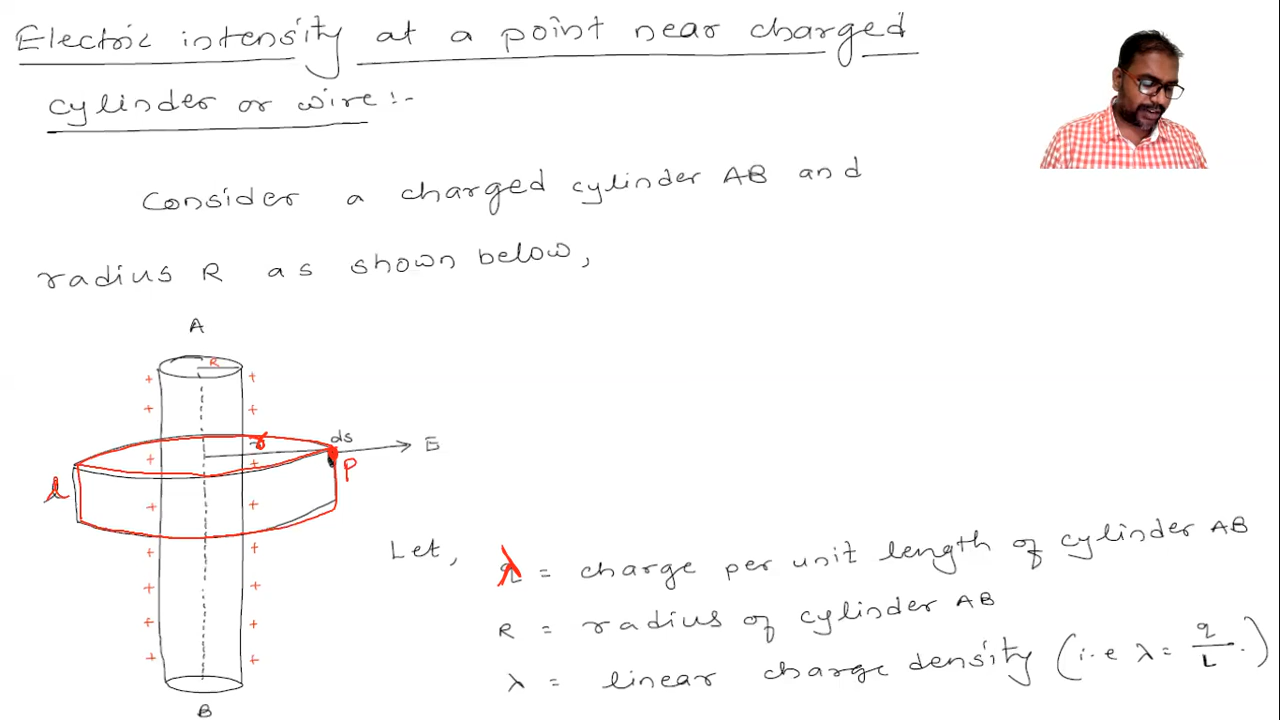 Electric intensity at a point near charged
cylinder or wire :-
Consider a charged cylinder AB and
radius R as shown below,
A
R
+ +
+ +
r
ds
E
+ +
P
l
+ +
+ +
+ +
+ +
+ +
B
Let, λ = charge per unit length of cylinder AB
R = radius of cylinder AB
λ = linear charge density (i.e λ = q/L.)